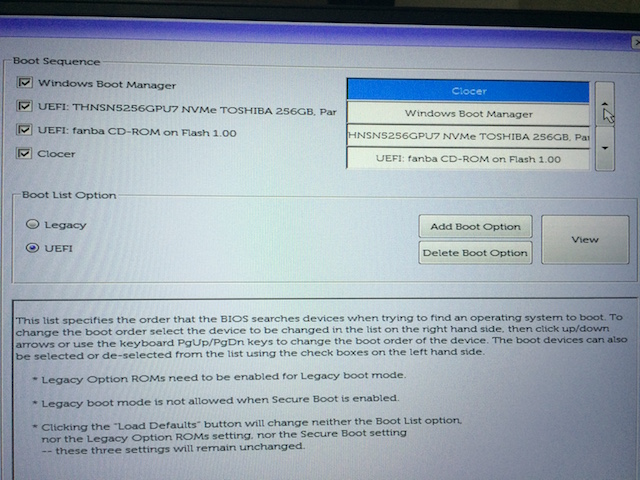 Boot Sequence
Windows Boot Manager
UEFI: THNSN5256GPU7 NVMe TOSHIBA 256GB, Par
UEFI: fanba CD-ROM on Flash 1.00
Clocer
Clocer
Windows Boot Manager
THNSN5256GPU7 NVMe TOSHIBA 256GB, Par
UEFI: fanba CD-ROM on Flash 1.00
Boot List Option
Legacy
UEFI
Add Boot Option
Delete Boot Option
View
This list specifies the order that the BIOS searches devices when trying to find an operating system to boot. To
change the boot order select the device to be changed in the list on the right hand side, then click up/down
arrows or use the keyboard PgUp/PgDn keys to change the boot order of the device. The boot devices can also
be selected or de-selected from the list using the check boxes on the left hand side.
* Legacy Option ROMs need to be enabled for Legacy boot mode.
* Legacy boot mode is not allowed when Secure Boot is enabled.
* Clicking the "Load Defaults" button will change neither the Boot List option,
nor the Legacy Option ROMs setting, nor the Secure Boot setting
-- these three settings will remain unchanged.